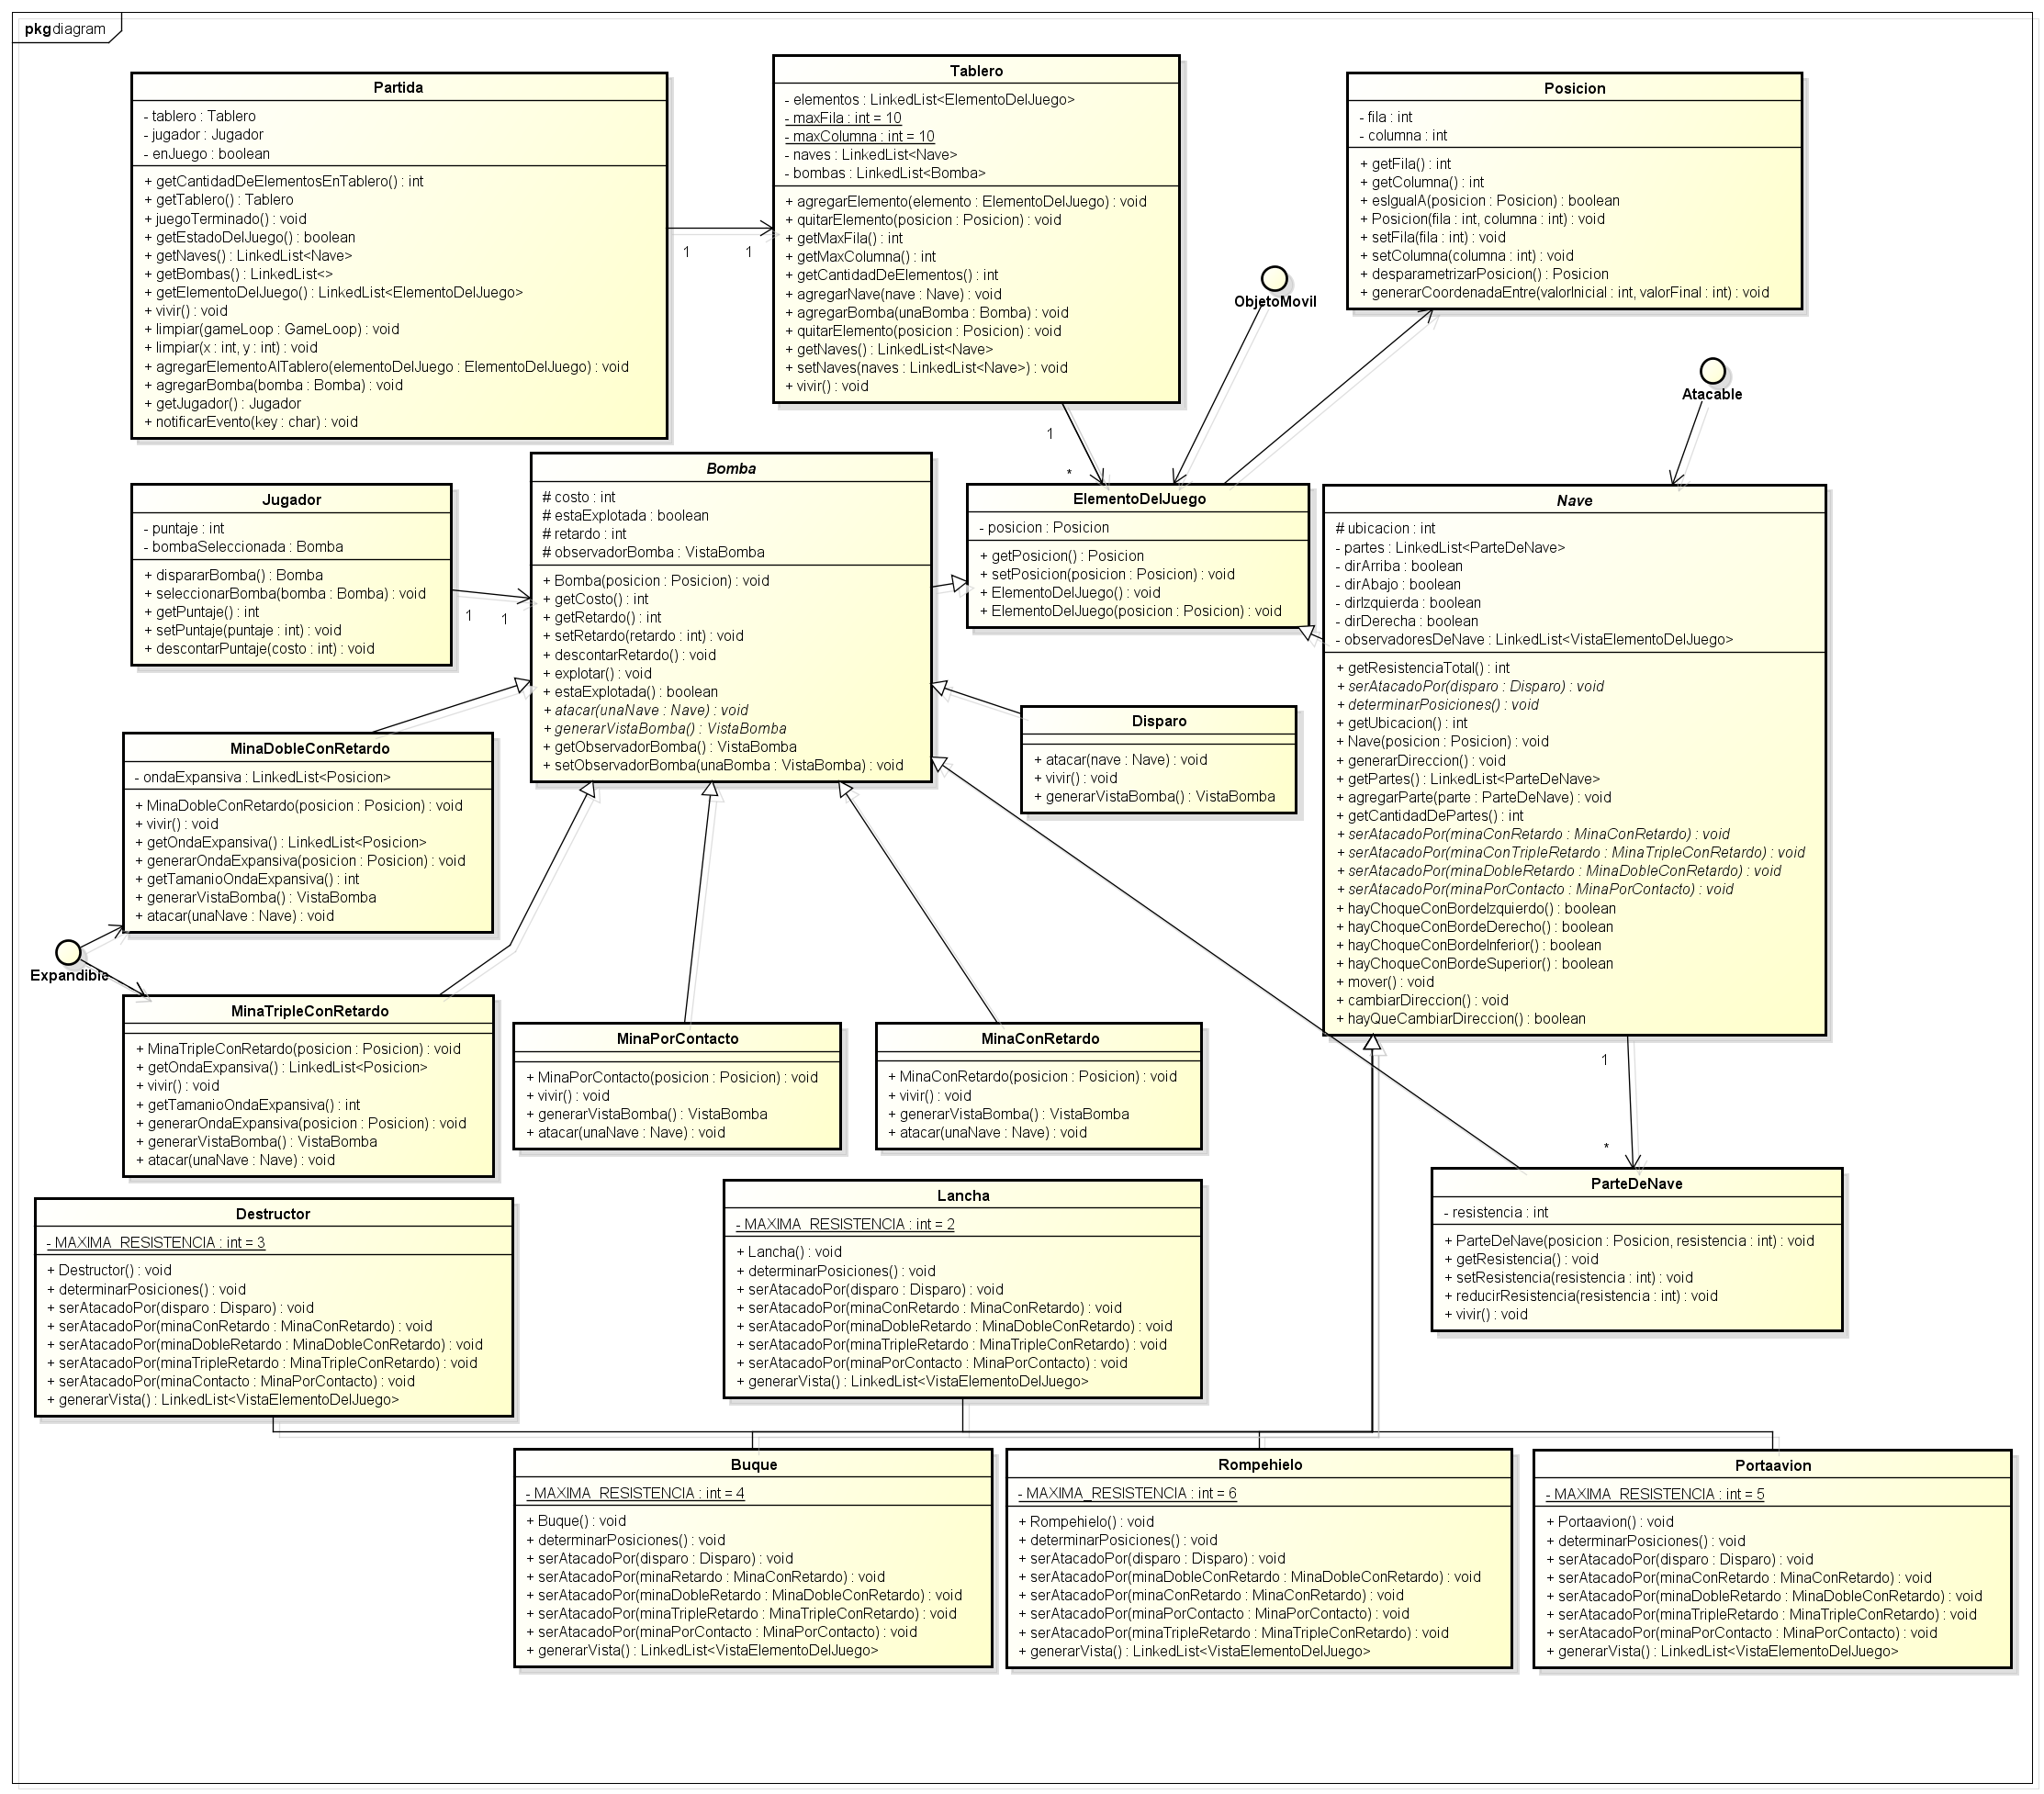 pkg diagram
Partida
- tablero : Tablero
- jugador : Jugador
- enJuego : boolean
+ getCantidadDeElementosEnTablero() : int
+ getTablero() : Tablero
+ juegoTerminado() : void
+ getEstadoDelJuego() : boolean
+ getNaves() : LinkedList<Nave>
+ getBombas() : LinkedList<>
+ getElementoDelJuego() : LinkedList<ElementoDelJuego>
+ vivir() : void
+ limpiar(gameLoop : GameLoop) : void
+ limpiar(x : int, y : int) : void
+ agregarElementoAlTablero(elementoDelJuego : ElementoDelJuego) : void
+ agregarBomba(bomba : Bomba) : void
+ getJugador() : Jugador
+ notificarEvento(key : char) : void
1
1
Tablero
- elementos : LinkedList<ElementoDelJuego>
- maxFila : int = 10
- maxColumna : int = 10
- naves : LinkedList<Nave>
- bombas : LinkedList<Bomba>
+ agregarElemento(elemento : ElementoDelJuego) : void
+ quitarElemento(posicion : Posicion) : void
+ getMaxFila() : int
+ getMaxColumna() : int
+ getCantidadDeElementos() : int
+ agregarNave(nave : Nave) : void
+ agregarBomba(unaBomba : Bomba) : void
+ quitarElemento(posicion : Posicion) : void
+ getNaves() : LinkedList<Nave>
+ setNaves(naves : LinkedList<Nave>) : void
+ vivir() : void
1
*
Posicion
- fila : int
- columna : int
+ getFila() : int
+ getColumna() : int
+ esIgualA(posicion : Posicion) : boolean
+ Posicion(fila : int, columna : int) : void
+ setFila(fila : int) : void
+ setColumna(columna : int) : void
+ desparametrizarPosicion() : Posicion
+ generarCoordenadaEntre(valorInicial : int, valorFinal : int) : void
ObjetoMovil
Atacable
Jugador
- puntaje : int
- bombaSeleccionada : Bomba
+ dispararBomba() : Bomba
+ seleccionarBomba(bomba : Bomba) : void
+ getPuntaje() : int
+ setPuntaje(puntaje : int) : void
+ descontarPuntaje(costo : int) : void
1
1
Bomba
# costo : int
# estaExplotada : boolean
# retardo : int
# observadorBomba : VistaBomba
+ Bomba(posicion : Posicion) : void
+ getCosto() : int
+ getRetardo() : int
+ setRetardo(retardo : int) : void
+ descontarRetardo() : void
+ explotar() : void
+ estaExplotada() : boolean
+ atacar(unaNave : Nave) : void
+ generarVistaBomba() : VistaBomba
+ getObservadorBomba() : VistaBomba
+ setObservadorBomba(unaBomba : VistaBomba) : void
ElementoDelJuego
- posicion : Posicion
+ getPosicion() : Posicion
+ setPosicion(posicion : Posicion) : void
+ ElementoDelJuego() : void
+ ElementoDelJuego(posicion : Posicion) : void
Nave
# ubicacion : int
- partes : LinkedList<ParteDeNave>
- dirArriba : boolean
- dirAbajo : boolean
- dirIzquierda : boolean
- dirDerecha : boolean
- observadoresDeNave : LinkedList<VistaElementoDelJuego>
+ getResistenciaTotal() : int
+ serAtacadoPor(disparo : Disparo) : void
+ determinarPosiciones() : void
+ getUbicacion() : int
+ Nave(posicion : Posicion) : void
+ generarDireccion() : void
+ getPartes() : LinkedList<ParteDeNave>
+ agregarParte(parte : ParteDeNave) : void
+ getCantidadDePartes() : int
+ serAtacadoPor(minaConRetardo : MinaConRetardo) : void
+ serAtacadoPor(minaConTripleRetardo : MinaTripleConRetardo) : void
+ serAtacadoPor(minaDobleRetardo : MinaDobleConRetardo) : void
+ serAtacadoPor(minaPorContacto : MinaPorContacto) : void
+ hayChoqueConBordeIzquierdo() : boolean
+ hayChoqueConBordeDerecho() : boolean
+ hayChoqueConBordeInferior() : boolean
+ hayChoqueConBordeSuperior() : boolean
+ mover() : void
+ cambiarDireccion() : void
+ hayQueCambiarDireccion() : boolean
1
*
Disparo
+ atacar(nave : Nave) : void
+ vivir() : void
+ generarVistaBomba() : VistaBomba
MinaDobleConRetardo
- ondaExpansiva : LinkedList<Posicion>
+ MinaDobleConRetardo(posicion : Posicion) : void
+ vivir() : void
+ getOndaExpansiva() : LinkedList<Posicion>
+ generarOndaExpansiva(posicion : Posicion) : void
+ getTamanioOndaExpansiva() : int
+ generarVistaBomba() : VistaBomba
+ atacar(unaNave : Nave) : void
Expandible
MinaTripleConRetardo
+ MinaTripleConRetardo(posicion : Posicion) : void
+ getOndaExpansiva() : LinkedList<Posicion>
+ vivir() : void
+ getTamanioOndaExpansiva() : int
+ generarOndaExpansiva(posicion : Posicion) : void
+ generarVistaBomba() : VistaBomba
+ atacar(unaNave : Nave) : void
MinaPorContacto
+ MinaPorContacto(posicion : Posicion) : void
+ vivir() : void
+ generarVistaBomba() : VistaBomba
+ atacar(unaNave : Nave) : void
MinaConRetardo
+ MinaConRetardo(posicion : Posicion) : void
+ vivir() : void
+ generarVistaBomba() : VistaBomba
+ atacar(unaNave : Nave) : void
ParteDeNave
- resistencia : int
+ ParteDeNave(posicion : Posicion, resistencia : int) : void
+ getResistencia() : void
+ setResistencia(resistencia : int) : void
+ reducirResistencia(resistencia : int) : void
+ vivir() : void
Destructor
- MAXIMA_RESISTENCIA : int = 3
+ Destructor() : void
+ determinarPosiciones() : void
+ serAtacadoPor(disparo : Disparo) : void
+ serAtacadoPor(minaConRetardo : MinaConRetardo) : void
+ serAtacadoPor(minaDobleRetardo : MinaDobleConRetardo) : void
+ serAtacadoPor(minaTripleRetardo : MinaTripleConRetardo) : void
+ serAtacadoPor(minaContacto : MinaPorContacto) : void
+ generarVista() : LinkedList<VistaElementoDelJuego>
Lancha
- MAXIMA_RESISTENCIA : int = 2
+ Lancha() : void
+ determinarPosiciones() : void
+ serAtacadoPor(disparo : Disparo) : void
+ serAtacadoPor(minaConRetardo : MinaConRetardo) : void
+ serAtacadoPor(minaDobleRetardo : MinaDobleConRetardo) : void
+ serAtacadoPor(minaTripleRetardo : MinaTripleConRetardo) : void
+ serAtacadoPor(minaPorContacto : MinaPorContacto) : void
+ generarVista() : LinkedList<VistaElementoDelJuego>
Buque
- MAXIMA_RESISTENCIA : int = 4
+ Buque() : void
+ determinarPosiciones() : void
+ serAtacadoPor(disparo : Disparo) : void
+ serAtacadoPor(minaRetardo : MinaConRetardo) : void
+ serAtacadoPor(minaDobleRetardo : MinaDobleConRetardo) : void
+ serAtacadoPor(minaTripleRetardo : MinaTripleConRetardo) : void
+ serAtacadoPor(minaPorContacto : MinaPorContacto) : void
+ generarVista() : LinkedList<VistaElementoDelJuego>
Rompehielo
- MAXIMA_RESISTENCIA : int = 6
+ Rompehielo() : void
+ determinarPosiciones() : void
+ serAtacadoPor(disparo : Disparo) : void
+ serAtacadoPor(minaDobleConRetardo : MinaDobleConRetardo) : void
+ serAtacadoPor(minaConRetardo : MinaConRetardo) : void
+ serAtacadoPor(minaPorContacto : MinaPorContacto) : void
+ serAtacadoPor(minaTripleRetardo : MinaTripleConRetardo) : void
+ generarVista() : LinkedList<VistaElementoDelJuego>
Portaavion
- MAXIMA_RESISTENCIA : int = 5
+ Portaavion() : void
+ determinarPosiciones() : void
+ serAtacadoPor(disparo : Disparo) : void
+ serAtacadoPor(minaConRetardo : MinaConRetardo) : void
+ serAtacadoPor(minaDobleRetardo : MinaDobleConRetardo) : void
+ serAtacadoPor(minaTripleRetardo : MinaTripleConRetardo) : void
+ serAtacadoPor(minaPorContacto : MinaPorContacto) : void
+ generarVista() : LinkedList<VistaElementoDelJuego>